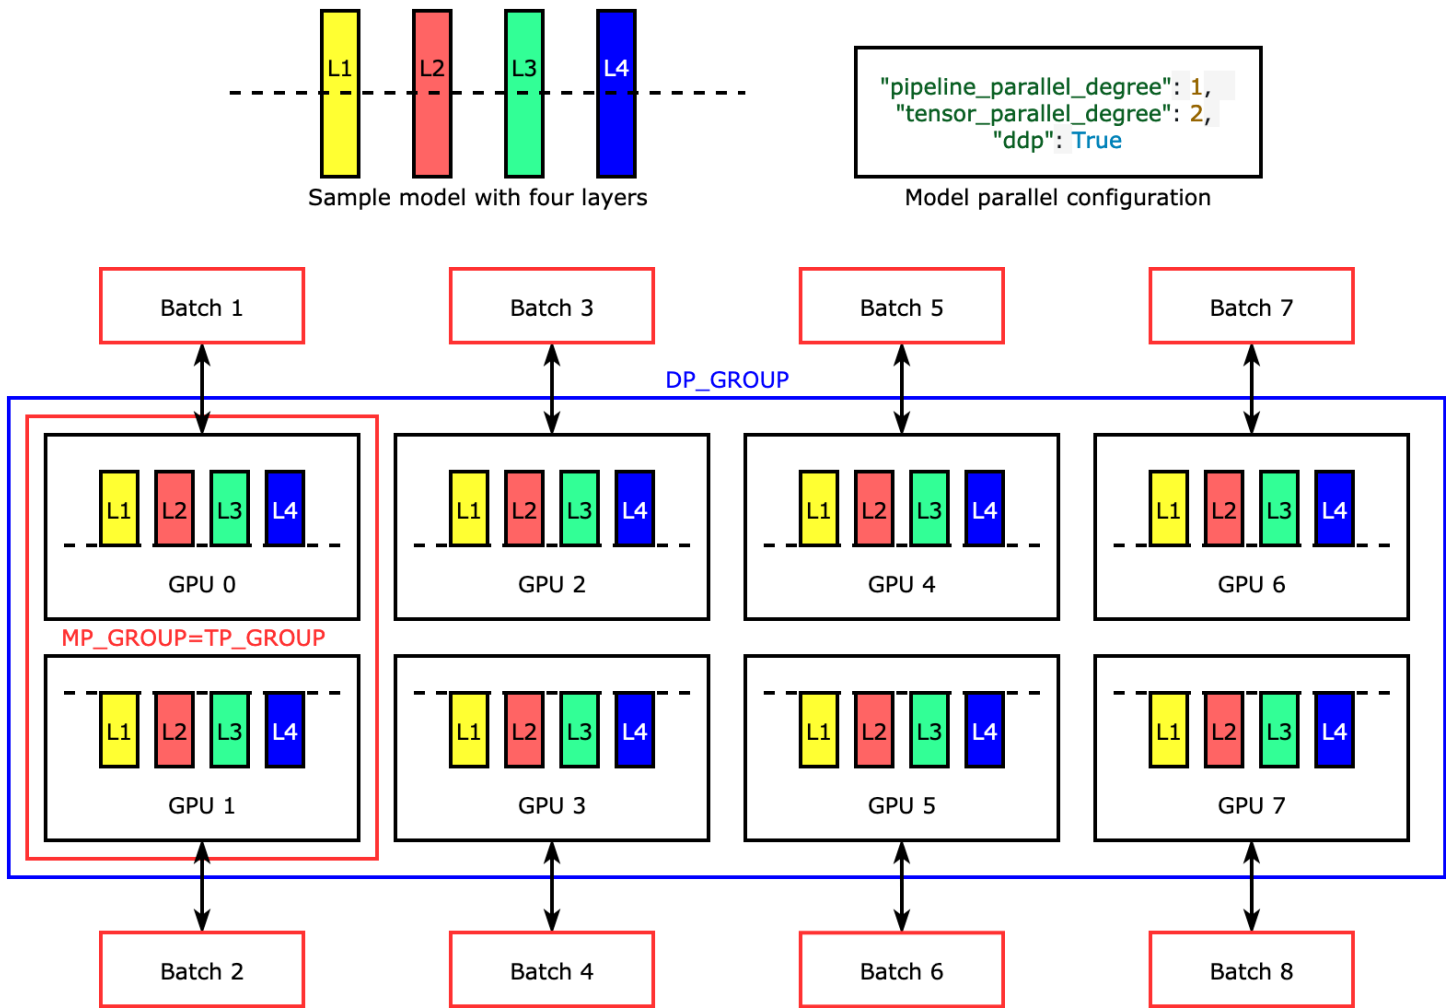 L1
L2
L3
L4
Sample model with four layers
"pipeline_parallel_degree": 1,
"tensor_parallel_degree": 2,
"ddp": True
Model parallel configuration
Batch 1
Batch 3
Batch 5
Batch 7
DP_GROUP
L1 L2 L3 L4
GPU 0
L1 L2 L3 L4
GPU 2
L1 L2 L3 L4
GPU 4
L1 L2 L3 L4
GPU 6
MP_GROUP=TP_GROUP
L1 L2 L3 L4
GPU 1
L1 L2 L3 L4
GPU 3
L1 L2 L3 L4
GPU 5
L1 L2 L3 L4
GPU 7
Batch 2
Batch 4
Batch 6
Batch 8